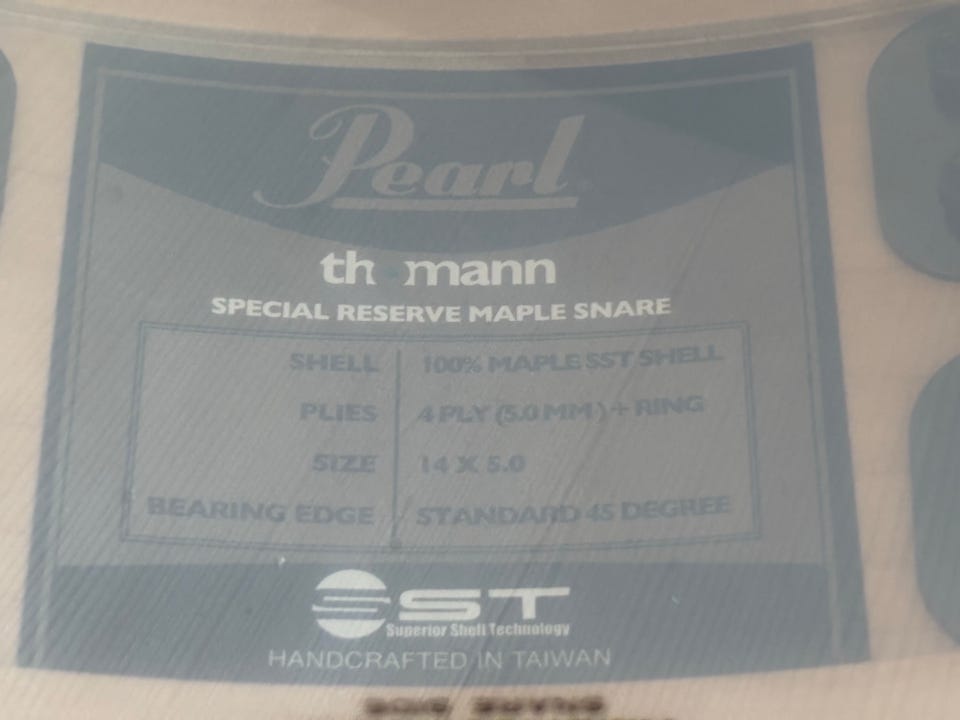 Pearl
th mann
SPECIAL RESERVE MAPLE SNARE
SHELL 100% MAPLE SST SHELL
PLIES 4 PLY (5.0 MM) + RING
SIZE 14 X 5.0
BEARING EDGE STANDARD 45 DEGREE
SST
Superior Shell Technology
HANDCRAFTED IN TAIWAN